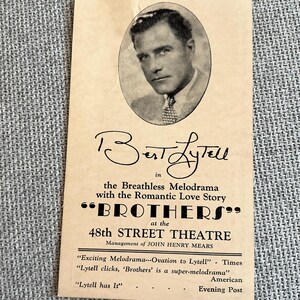 Bert Lytell
in
the Breathless Melodrama
with the Romantic Love Story
"BROTHERS"
at the
48th STREET THEATRE
Management of JOHN HENRY MEARS
"Exciting Melodrama---Ovation to Lytell" - Times
"Lytell clicks, 'Brothers' is a super-melodrama"
American
"Lytell has It" . . . . Evening Post